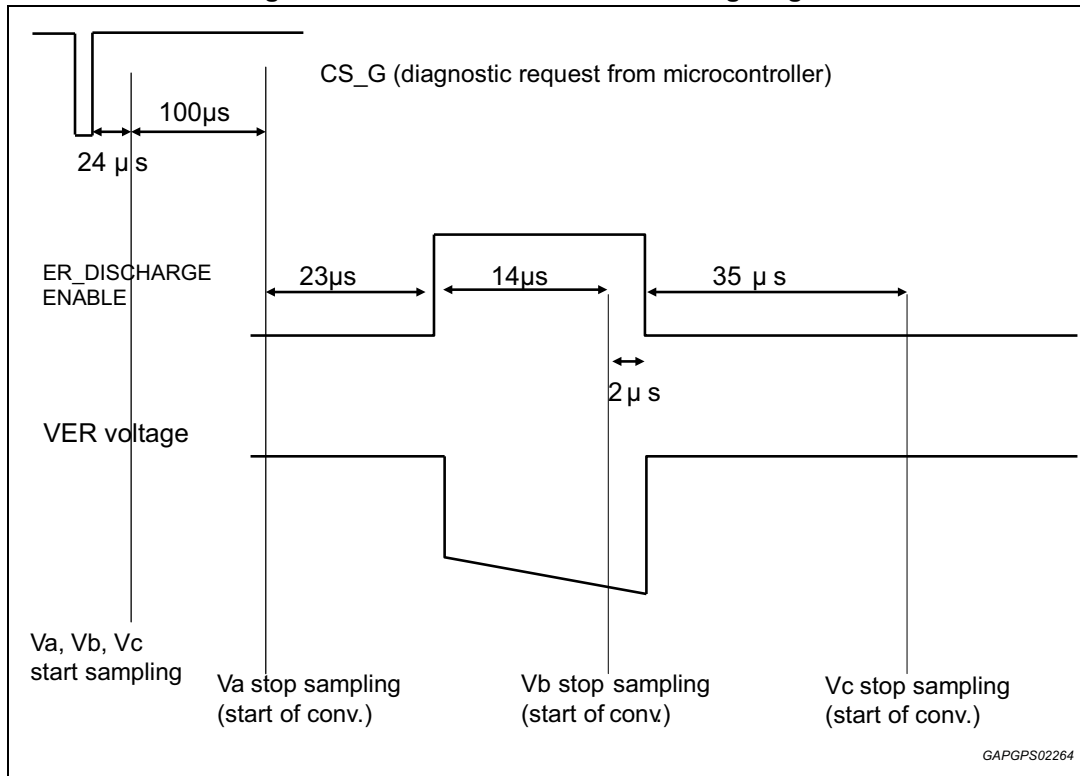 CS_G (diagnostic request from microcontroller)
100µs
24 µ s
ER_DISCHARGE
ENABLE
23µs
14µs
35 µ s
2 µ s
VER voltage
Va, Vb, Vc
start sampling
Va stop sampling
(start of conv.)
Vb stop sampling
(start of conv.)
Vc stop sampling
(start of conv.)
GAPGPS02264